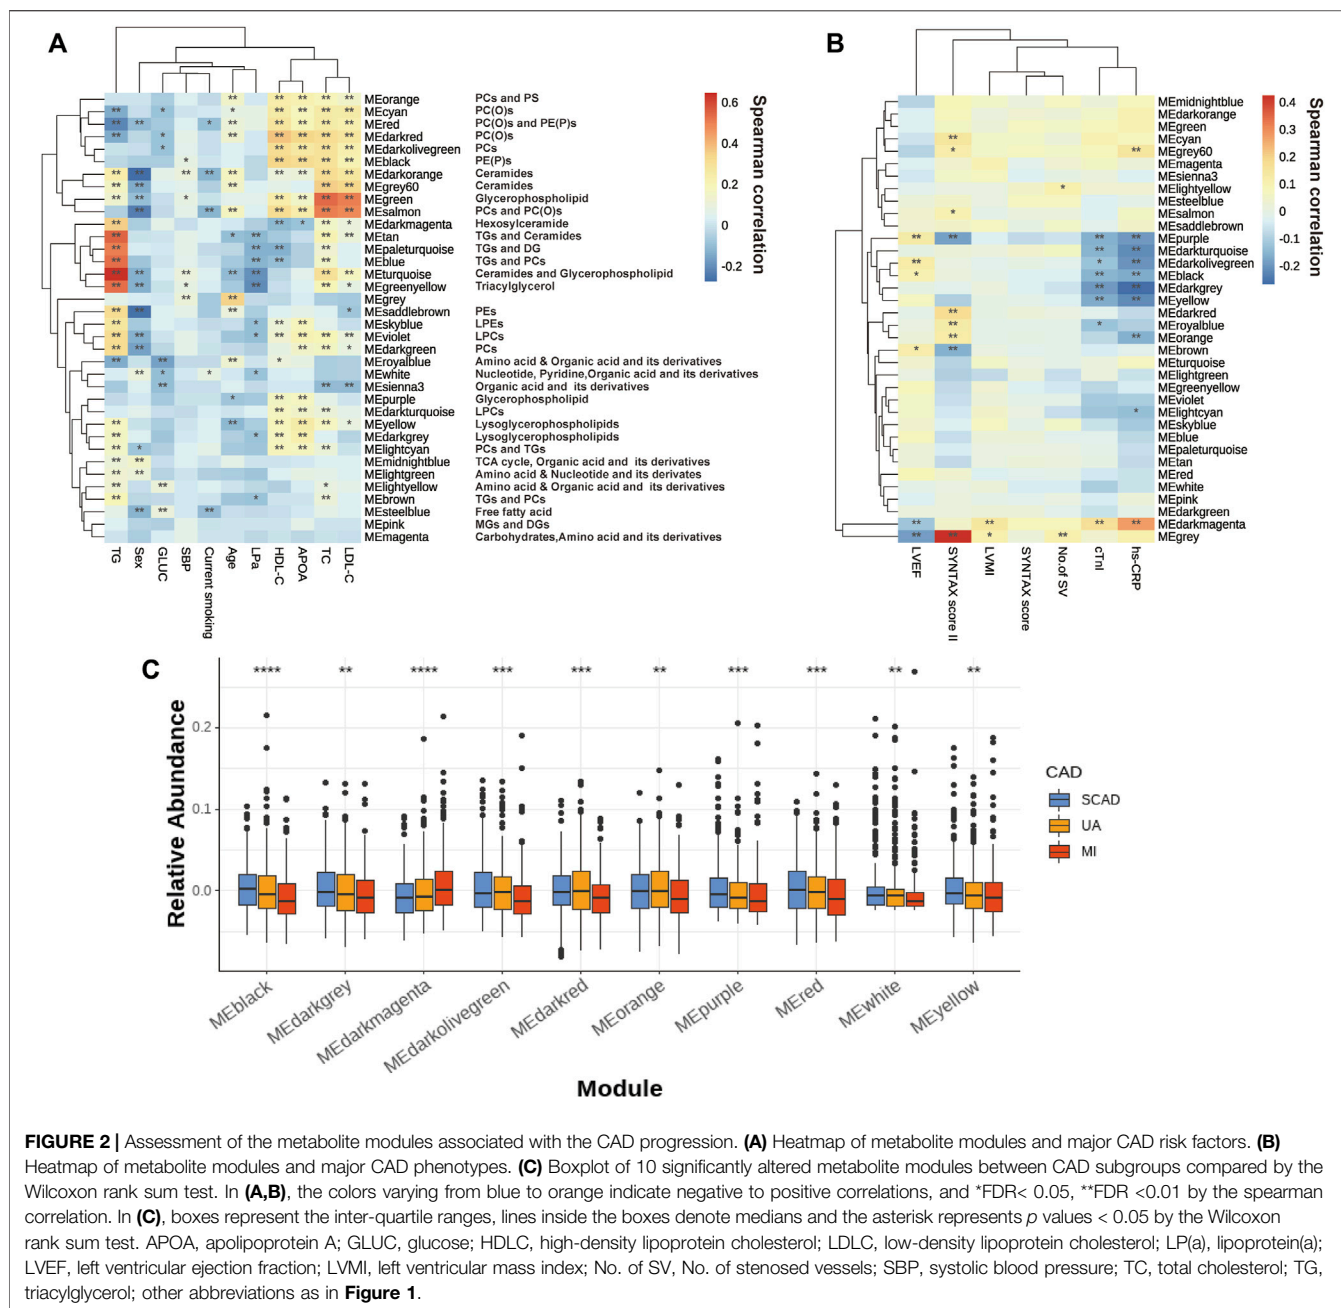 A
MEorange PCs and PS
MEcyan PC(O)s
MEred PC(O)s and PE(P)s
MEdarkred PC(O)s
MEdarkolivegreen PCs
MEblack PE(P)s
MEdarkorange Ceramides
MEgrey60 Ceramides
MEgreen Glycerophospholipid
MEsalmon PCs and PC(O)s
MEdarkmagenta Hexosylceramide
MEtan TGs and Ceramides
MEpaleturquoise TGs and DG
MEblue TGs and PCs
MEturquoise Ceramides and Glycerophospholipid
MEgreenyellow Triacylglycerol
MEgrey
MEsaddlebrown PEs
MEskyblue LPEs
MEviolet LPCs
MEdarkgreen PCs
MEroyalblue Amino acid & Organic acid and its derivatives
MEwhite Nucleotide, Pyridine,Organic acid and its derivatives
MEsienna3 Organic acid and its derivatives
MEpurple Glycerophospholipid
MEdarkturquoise LPCs
MEyellow Lysoglycerophospholipids
MEdarkgrey Lysoglycerophospholipids
MElightcyan PCs and TGs
MEmidnightblue TCA cycle, Organic acid and its derivatives
MElightgreen Amino acid & Nucleotide and its derivates
MElightyellow Amino acid & Organic acid and its derivatives
MEbrown TGs and PCs
MEsteelblue Free fatty acid
MEpink MGs and DGs
MEmagenta Carbohydrates,Amino acid and its derivatives
TG Sex GLUC SBP Current smoking Age LPa HDL-C APOA TC LDL-C
0.6
0.4
0.2
0
-0.2
Spearman correlation
B
MEmidnightblue
MEdarkorange
MEgreen
MEcyan
MEgrey60
MEmagenta
MEsienna3
MElightyellow
MEsteelblue
MEsalmon
MEsaddlebrown
MEpurple
MEdarkturquoise
MEdarkolivegreen
MEblack
MEdarkgrey
MEyellow
MEdarkred
MEroyalblue
MEorange
MEbrown
MElightgreen
MEgreenyellow
MEviolet
MElightcyan
MEskyblue
MEblue
MEpaleturquoise
MEtan
MEred
MEwhite
MEpink
MEdarkgreen
MEdarkmagenta
MEgrey
MEturquoise
LVEF SYNTAX score II LVMI SYNTAX score No.of SV cTnI hs-CRP
0.4
0.3
0.2
0.1
0
-0.1
-0.2
Spearman correlation
C
**** ** **** *** *** ** *** *** ** **
Relative Abundance
0.2
0.1
0.0
MEblack MEdarkgrey MEdarkmagenta MEdarkolivegreen MEdarkred MEorange MEpurple MEred MEwhite MEyellow
Module
CAD
SCAD
UA
MI
FIGURE 2 | Assessment of the metabolite modules associated with the CAD progression. (A) Heatmap of metabolite modules and major CAD risk factors. (B)
Heatmap of metabolite modules and major CAD phenotypes. (C) Boxplot of 10 significantly altered metabolite modules between CAD subgroups compared by the
Wilcoxon rank sum test. In (A,B), the colors varying from blue to orange indicate negative to positive correlations, and *FDR< 0.05, **FDR <0.01 by the spearman
correlation. In (C), boxes represent the inter-quartile ranges, lines inside the boxes denote medians and the asterisk represents p values < 0.05 by the Wilcoxon
rank sum test. APOA, apolipoprotein A; GLUC, glucose; HDLC, high-density lipoprotein cholesterol; LDLC, low-density lipoprotein cholesterol; LP(a), lipoprotein(a);
LVEF, left ventricular ejection fraction; LVMI, left ventricular mass index; No. of SV, No. of stenosed vessels; SBP, systolic blood pressure; TC, total cholesterol; TG,
triacylglycerol; other abbreviations as in Figure 1.